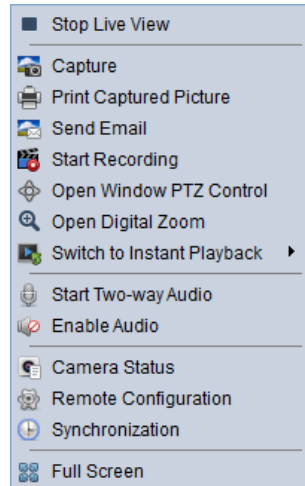 Stop Live View
Capture
Print Captured Picture
Send Email
Start Recording
Open Window PTZ Control
Open Digital Zoom
Switch to Instant Playback
Start Two-way Audio
Enable Audio
Camera Status
Remote Configuration
Synchronization
Full Screen